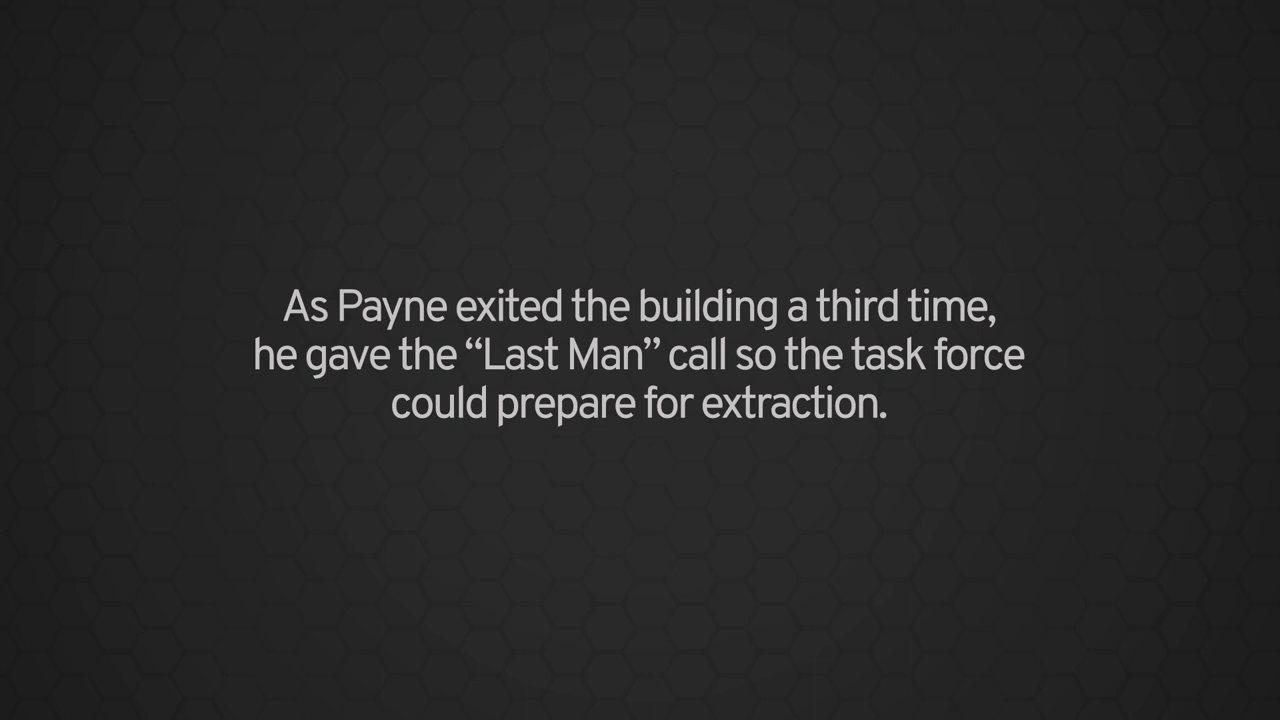 As Payne exited the building a third time,
he gave the “Last Man” call so the task force
could prepare for extraction.